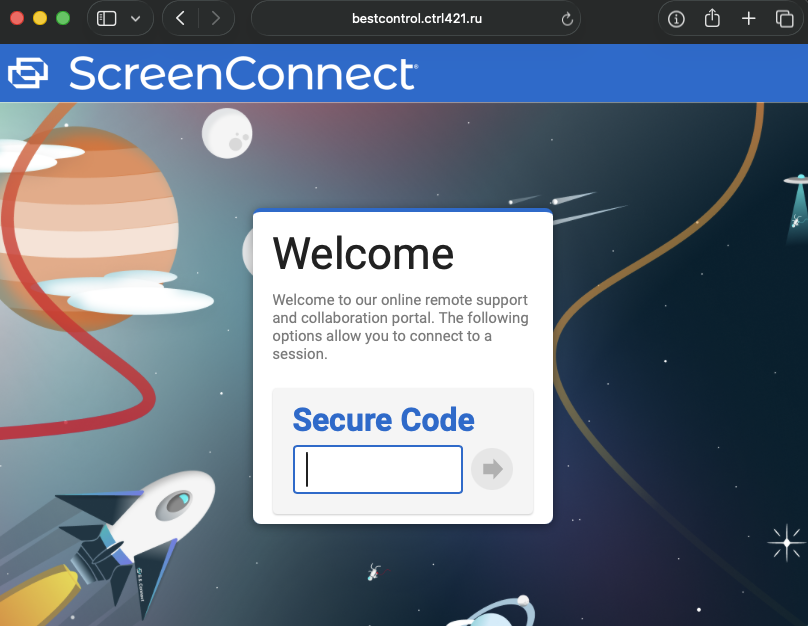 bestcontrol.ctrl421.ru
ScreenConnect
Welcome
Welcome to our online remote support
and collaboration portal. The following
options allow you to connect to a
session.
Secure Code